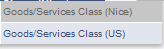 Goods/Services Class (Nice)
Goods/Services Class (US)